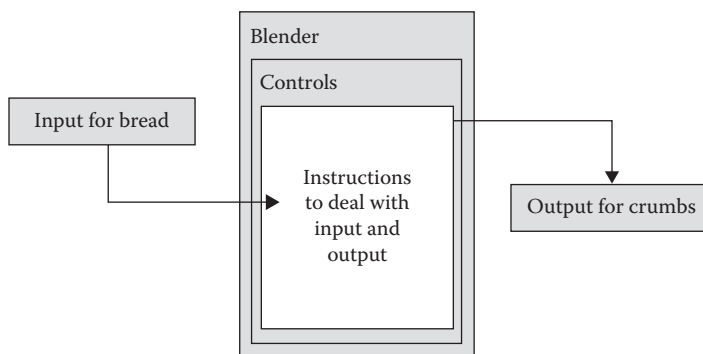 Blender
Controls
Input for bread
Instructions
to deal with
input and
output
Output for crumbs